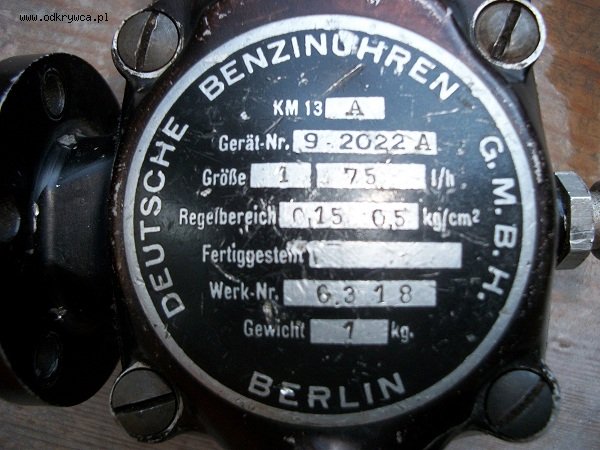 www.odkrywca.pl
DEUTSCHE BENZINUHREN G.M.B.H.
KM 13 A
Gerät-Nr. 9-2022 A
Größe 1 75 l/h
Regelbereich 0,15 0,5 kg/cm²
Fertiggestellt
Werk-Nr. 6318
Gewicht 1 kg.
BERLIN